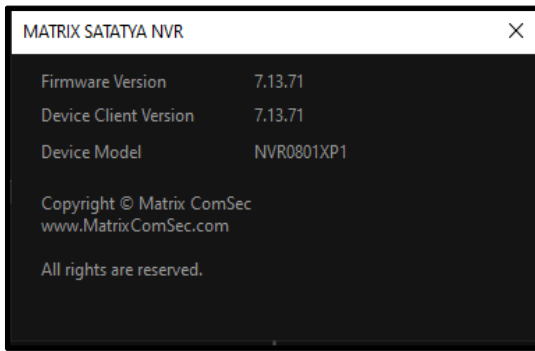 MATRIX SATATYA NVR
Firmware Version 7.13.71
Device Client Version 7.13.71
Device Model NVR0801XP1
Copyright © Matrix ComSec
www.MatrixComSec.com
All rights are reserved.